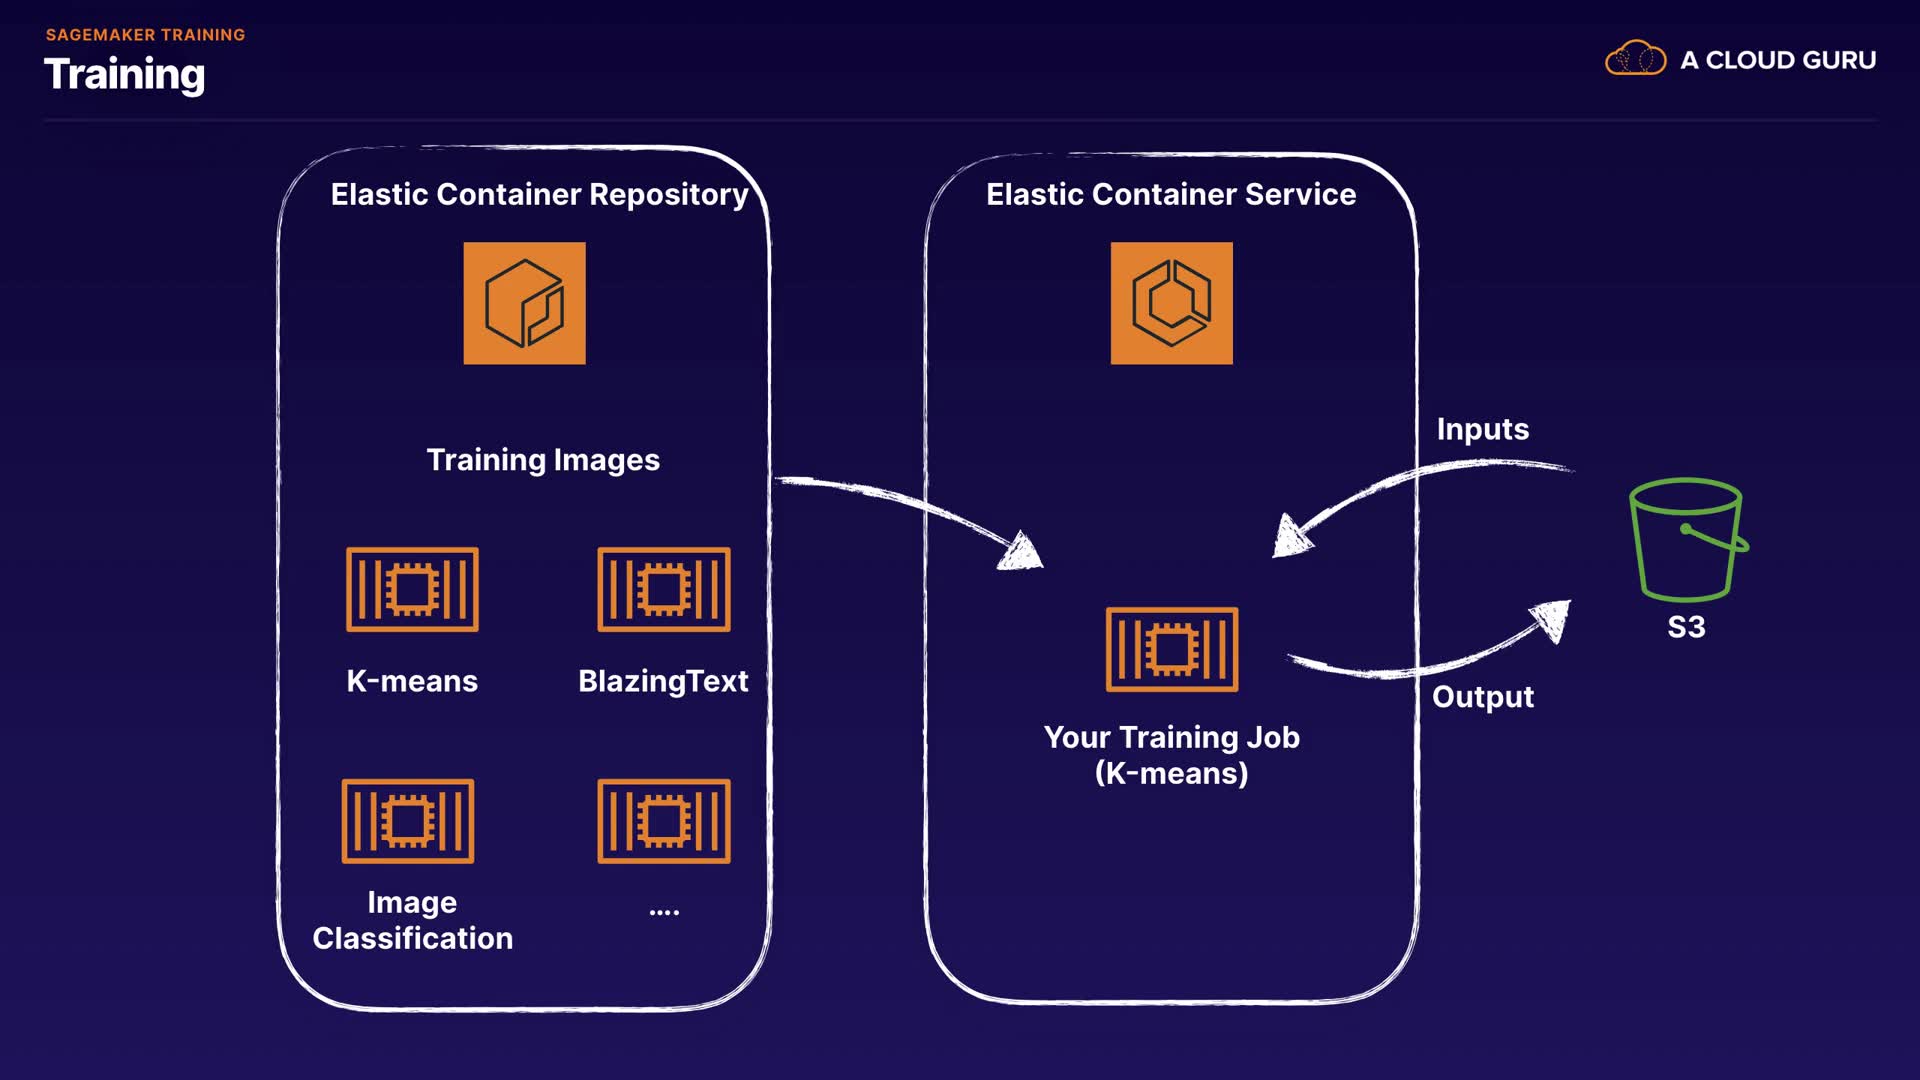 SAGEMAKER TRAINING
Training
A CLOUD GURU
Elastic Container Repository
Training Images
K-means
BlazingText
Image
Classification
....
Elastic Container Service
Your Training Job
(K-means)
Inputs
S3
Output